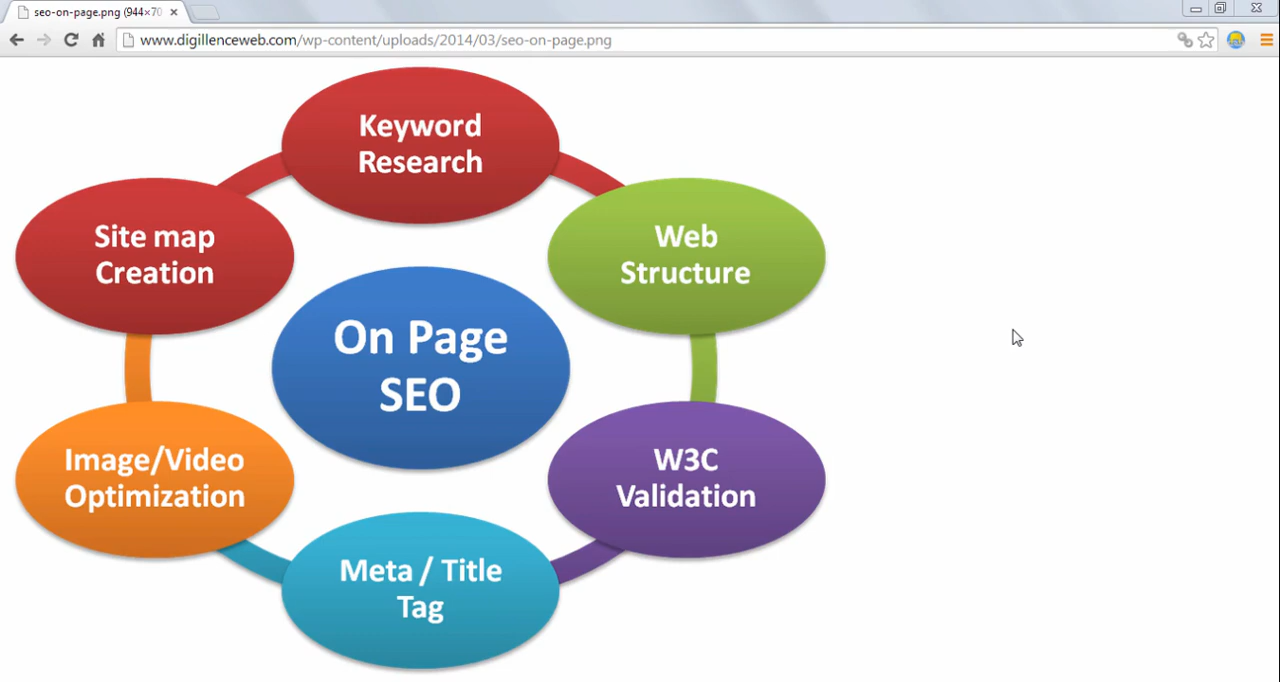 seo-on-page.png (944×70
www.digillenceweb.com/wp-content/uploads/2014/03/seo-on-page.png
Keyword
Research
Site map
Creation
Web
Structure
On Page
SEO
Image/Video
Optimization
W3C
Validation
Meta / Title
Tag